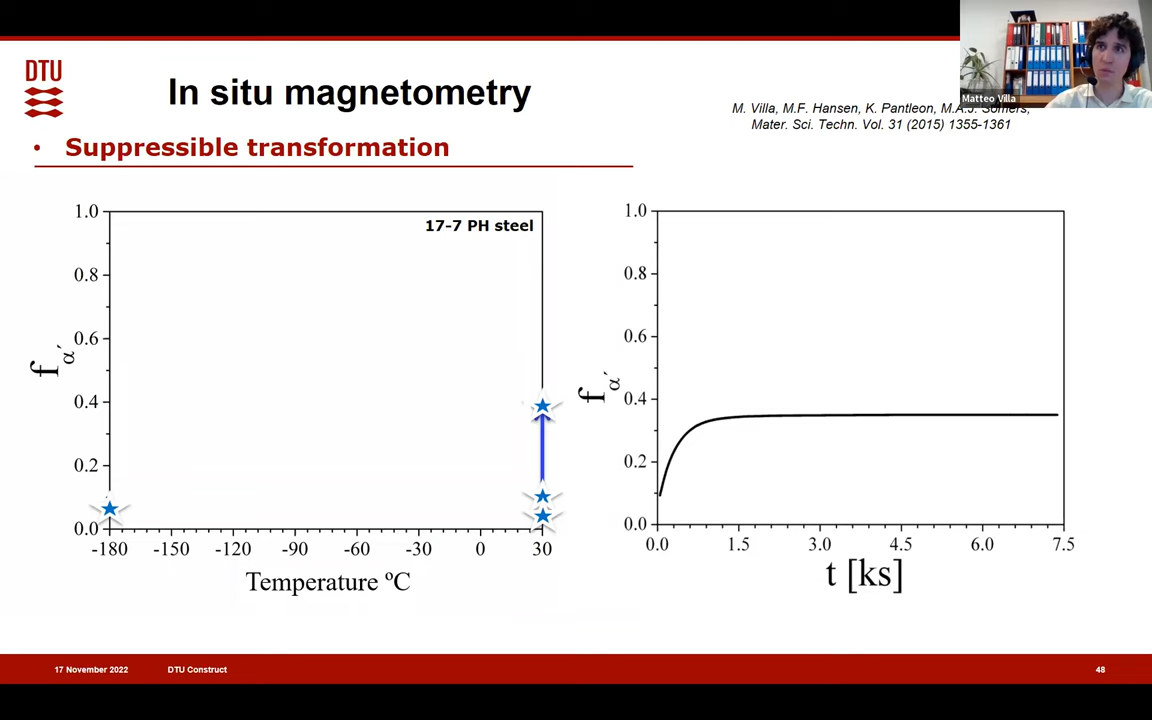 DTU
In situ magnetometry
M. Villa, M.F. Hansen, K. Pantleon, M.A.J. Somers,
Mater. Sci. Techn. Vol. 31 (2015) 1355-1361
Matteo Villa
• Suppressible transformation
17-7 PH steel
1.0
0.8
0.6
0.4
0.2
0.0
fα′
-180 -150 -120 -90 -60 -30 0 30
Temperature ºC
1.0
0.8
0.6
0.4
0.2
0.0
fα′
0.0 1.5 3.0 4.5 6.0 7.5
t [ks]
17 November 2022 DTU Construct 48